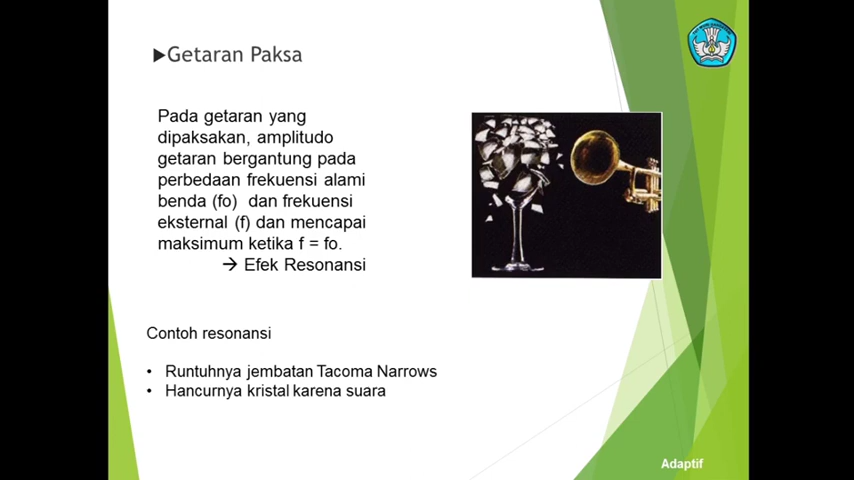 Getaran Paksa
Pada getaran yang
dipaksakan, amplitudo
getaran bergantung pada
perbedaan frekuensi alami
benda (fo) dan frekuensi
eksternal (f) dan mencapai
maksimum ketika f = fo.
→ Efek Resonansi
Contoh resonansi
• Runtuhnya jembatan Tacoma Narrows
• Hancurnya kristal karena suara
Adaptif